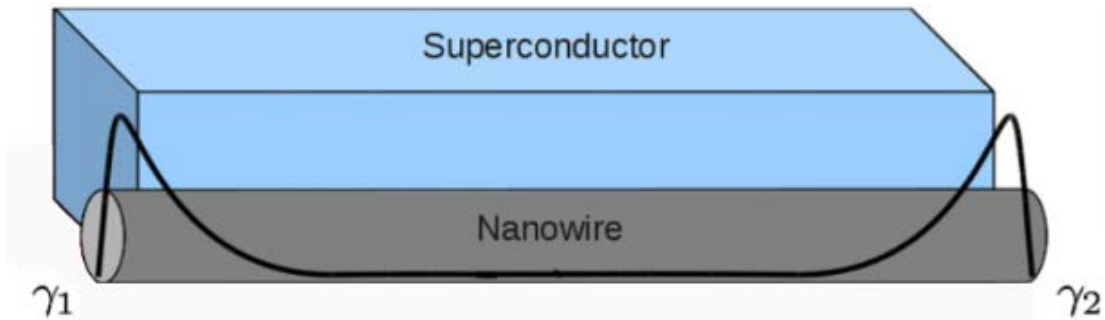 Superconductor
Nanowire
γ1
γ2